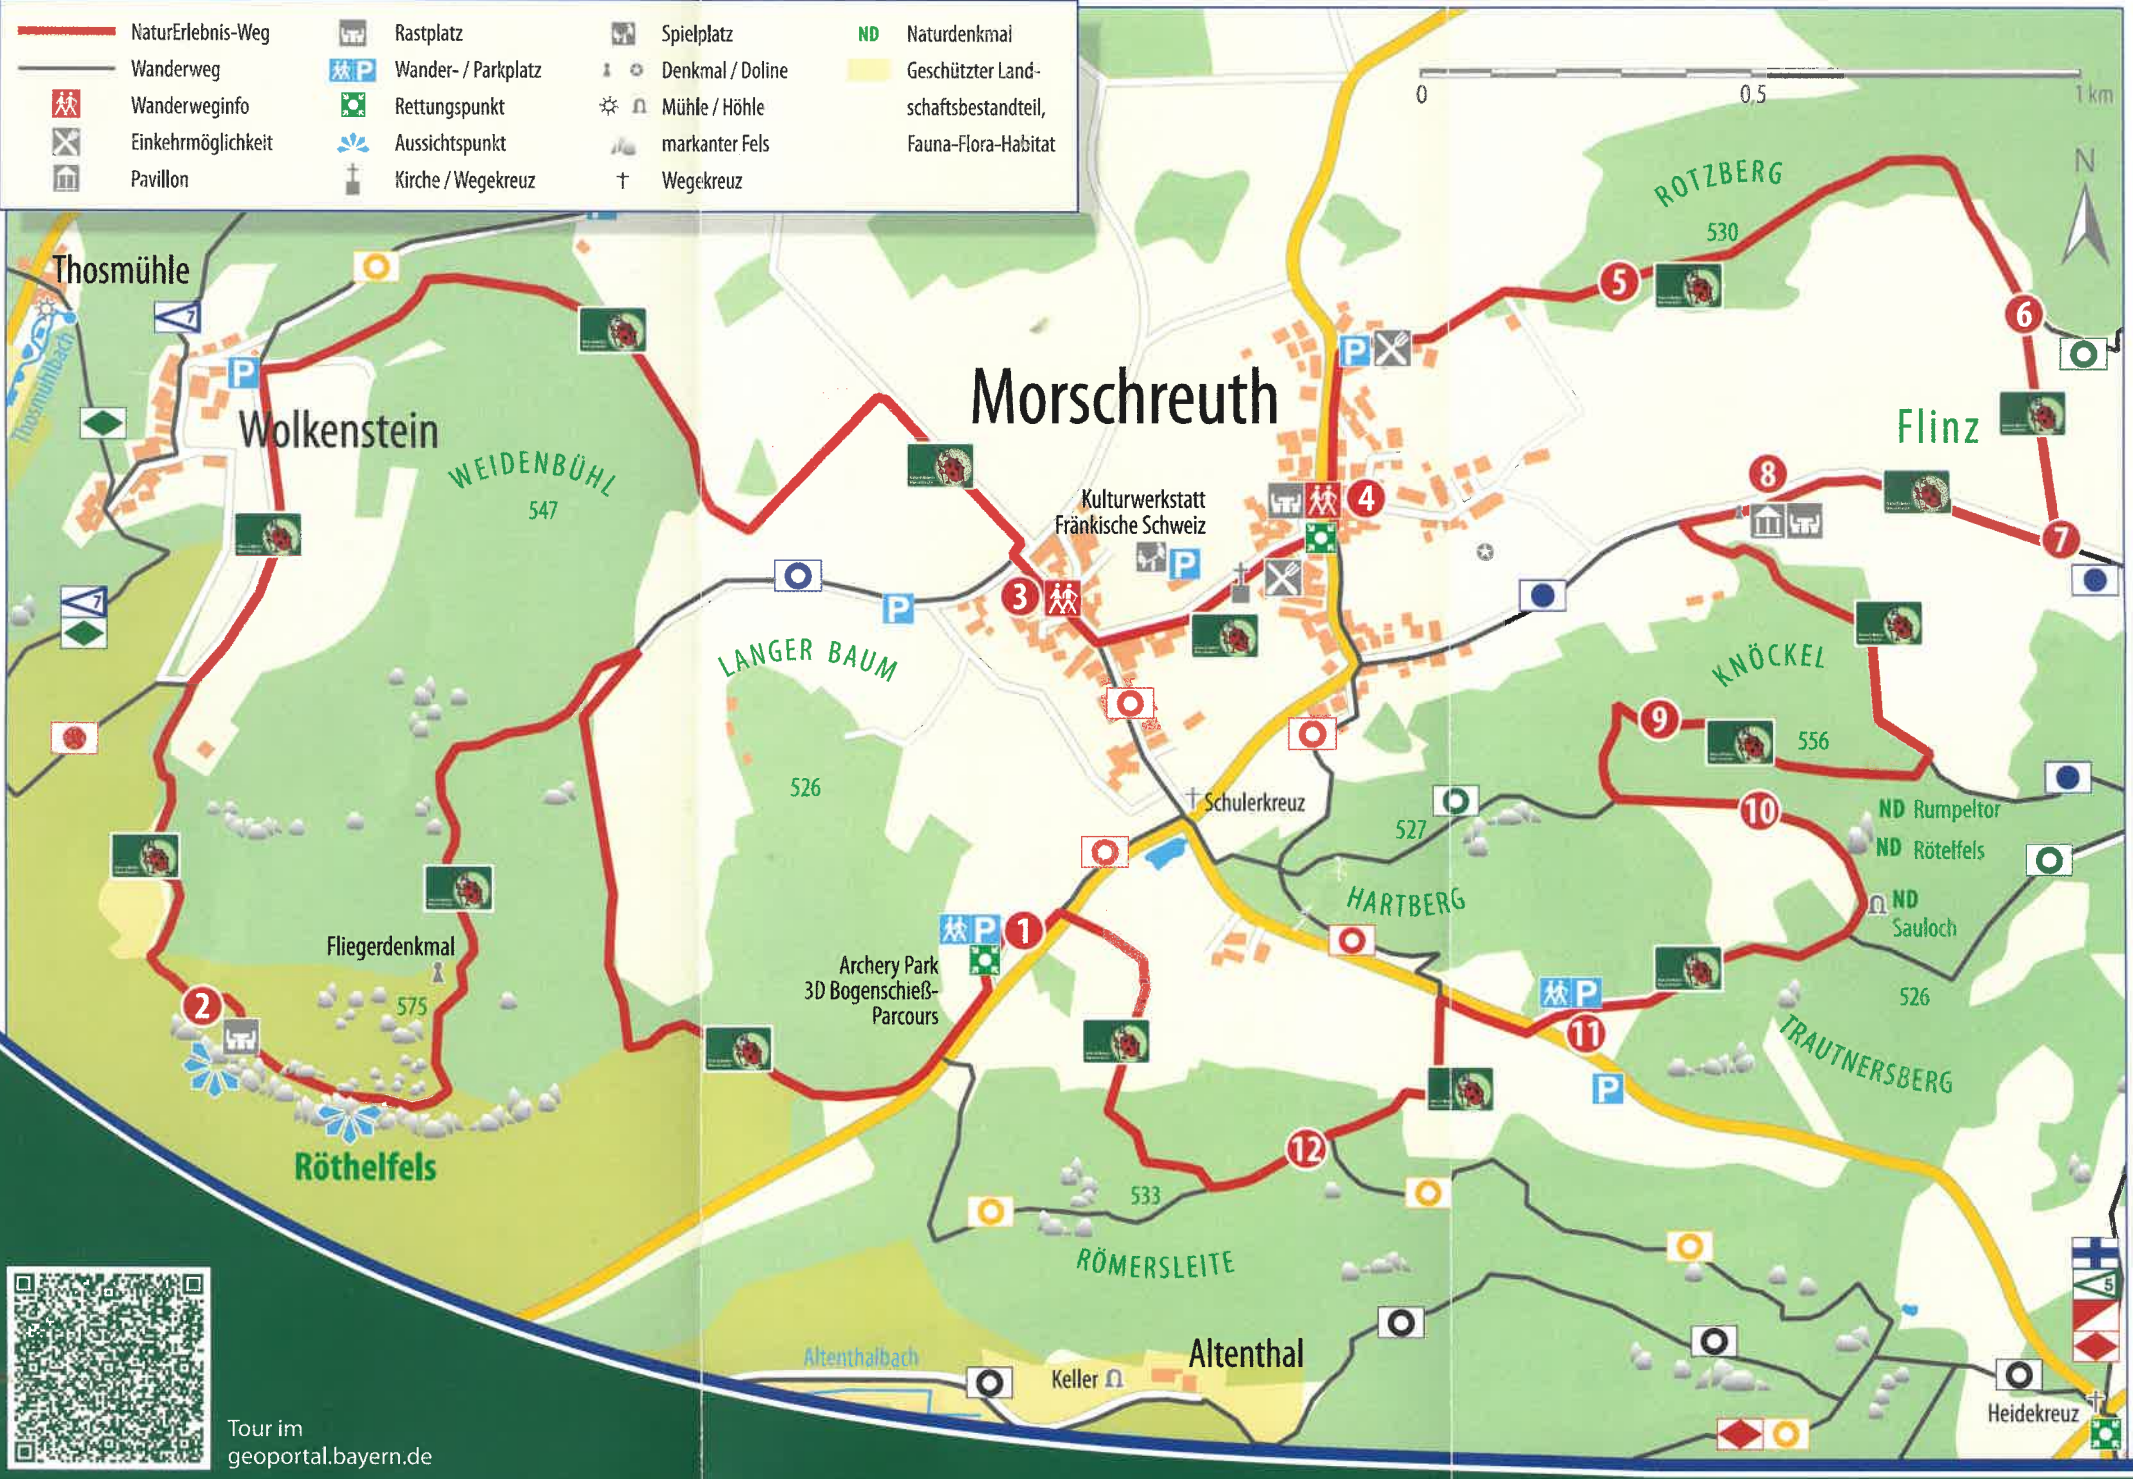 NaturErlebnis-Weg
Wanderweg
Wanderweginfo
Einkehrmöglichkeit
Pavillon
Rastplatz
P Wander- / Parkplatz
Rettungspunkt
Aussichtspunkt
Kirche / Wegekreuz
Spielplatz
Denkmal / Doline
Mühle / Höhle
markanter Fels
Wegekreuz
ND Naturdenkmal
Geschützter Land-
schaftsbestandteil,
Fauna-Flora-Habitat
0 0,5 1 km
N
ROTZBERG
530
Thosmühle
7
Thosmühlbach
5
6
P
P
Wolkenstein
Morschreuth
Flinz
WEIDENBÜHL
547
8
Kulturwerkstatt
Fränkische Schweiz
4
P
7
7
3
P
LANGER BAUM
KNÖCKEL
9
556
526
Schulerkreuz
527
10
ND Rumpeltor
ND Rötelfels
HARTBERG
ND
Sauloch
Fliegerdenkmal
P
1
Archery Park
3D Bogenschieß-
Parcours
575
2
P
11
526
TRAUTNERSBERG
P
Röthelfels
12
533
RÖMERSLEITE
5
Altenthal
Altenthalbach
Keller
Heidekreuz
Tour im
geoportal.bayern.de